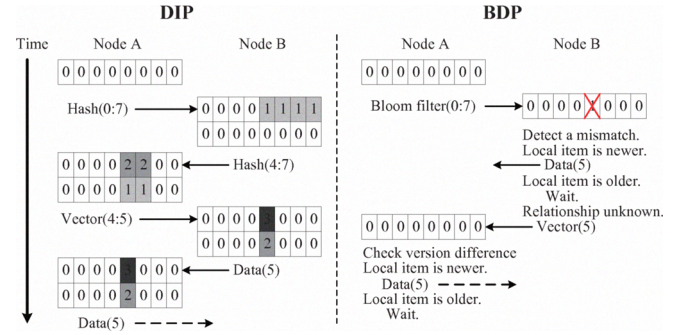 DIP
Time
Node A
Node B
0 0 0 0 0 0 0 0
Hash(0:7)
0 0 0 0 1 1 1 1
0 0 0 0 0 0 0 0
0 0 0 0 2 2 0 0
0 0 0 0 1 1 0 0
Hash(4:7)
Vector(4:5)
0 0 0 0 3 0 0 0
0 0 0 0 2 0 0 0
0 0 0 0 3 0 0 0
0 0 0 0 2 0 0 0
Data(5)
Data(5)
BDP
Node A
Node B
0 0 0 0 0 0 0 0
Bloom filter(0:7)
0 0 0 0 1 0 0 0
Detect a mismatch.
Local item is newer.
Data(5)
Local item is older.
Wait.
Relationship unknown.
Vector(5)
0 0 0 0 0 0 0 0
Check version difference
Local item is newer.
Data(5)
Local item is older.
Wait.